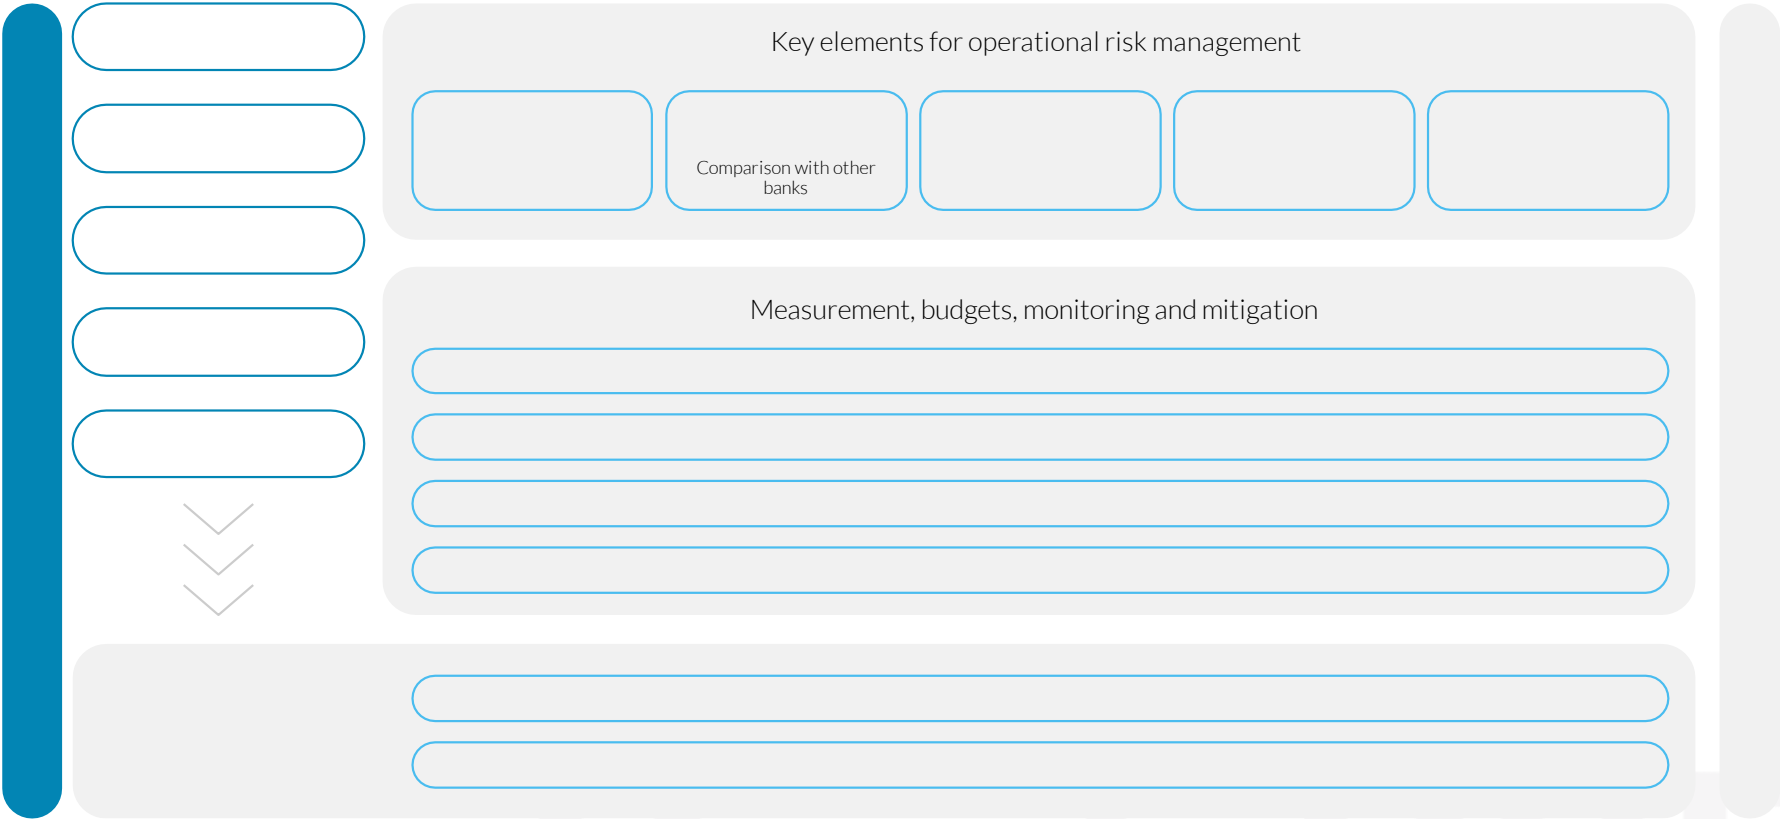 Key elements for operational risk management
Comparison with other
banks
Measurement, budgets, monitoring and mitigation